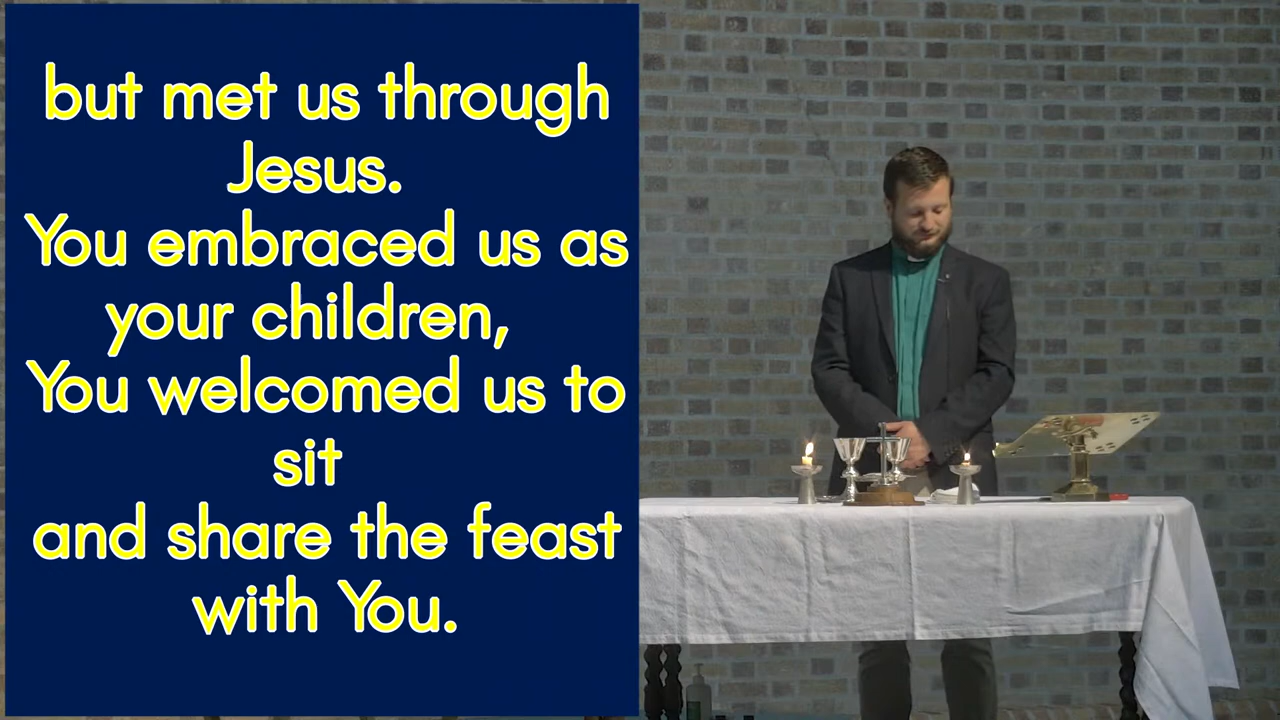 but met us through
Jesus.
You embraced us as
your children,
You welcomed us to
sit
and share the feast
with You.